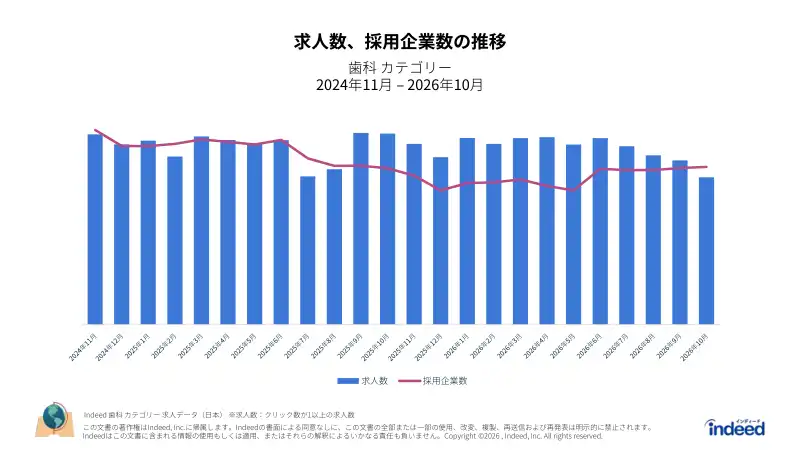 求人数、採用企業数の推移
歯科 カテゴリー
2024年11月 – 2026年10月
2024年11月
2024年12月
2025年1月
2025年2月
2025年3月
2025年4月
2025年5月
2025年6月
2025年7月
2025年8月
2025年9月
2025年10月
2025年11月
2025年12月
2026年1月
2026年2月
2026年3月
2026年4月
2026年5月
2026年6月
2026年7月
2026年8月
2026年9月
2026年10月
求人数 採用企業数
Indeed 歯科 カテゴリー 求人データ（日本） ※求人数：クリック数が1以上の求人数
この文書の著作権はIndeed, Inc.に帰属します。Indeedの書面による同意なしに、この文書の全部または一部の使用、改変、複製、再送信および再発表は明示的に禁止されます。
Indeedはこの文書に含まれる情報の使用もしくは適用、またはそれらの解釈によるいかなる責任も負いません。Copyright ©2026 , Indeed, Inc. All rights reserved.
インディード
indeed